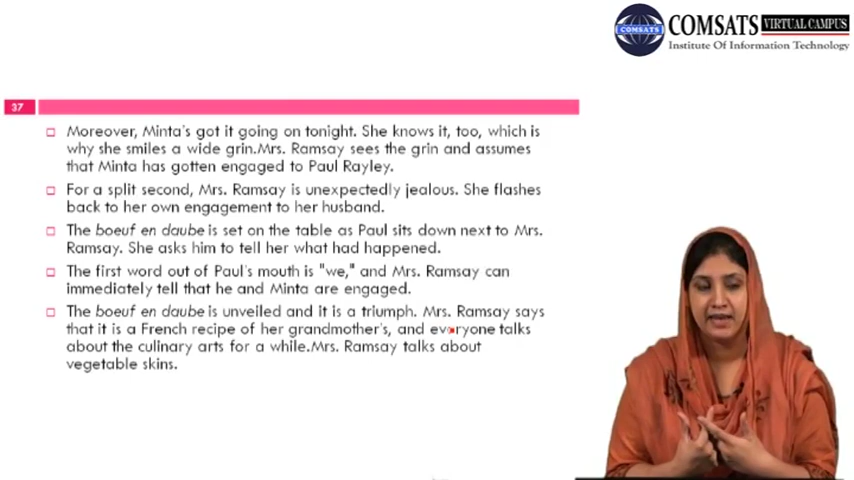 COMSATS
COMSATS VIRTUAL CAMPUS
Institute Of Information Technology
37
Moreover, Minta's got it going on tonight. She knows it, too, which is
why she smiles a wide grin.Mrs. Ramsay sees the grin and assumes
that Minta has gotten engaged to Paul Rayley.
For a split second, Mrs. Ramsay is unexpectedly jealous. She flashes
back to her own engagement to her husband.
The boeuf en daube is set on the table as Paul sits down next to Mrs.
Ramsay. She asks him to tell her what had happened.
The first word out of Paul's mouth is "we," and Mrs. Ramsay can
immediately tell that he and Minta are engaged.
The boeuf en daube is unveiled and it is a triumph. Mrs. Ramsay says
that it is a French recipe of her grandmother's, and everyone talks
about the culinary arts for a while.Mrs. Ramsay talks about
vegetable skins.